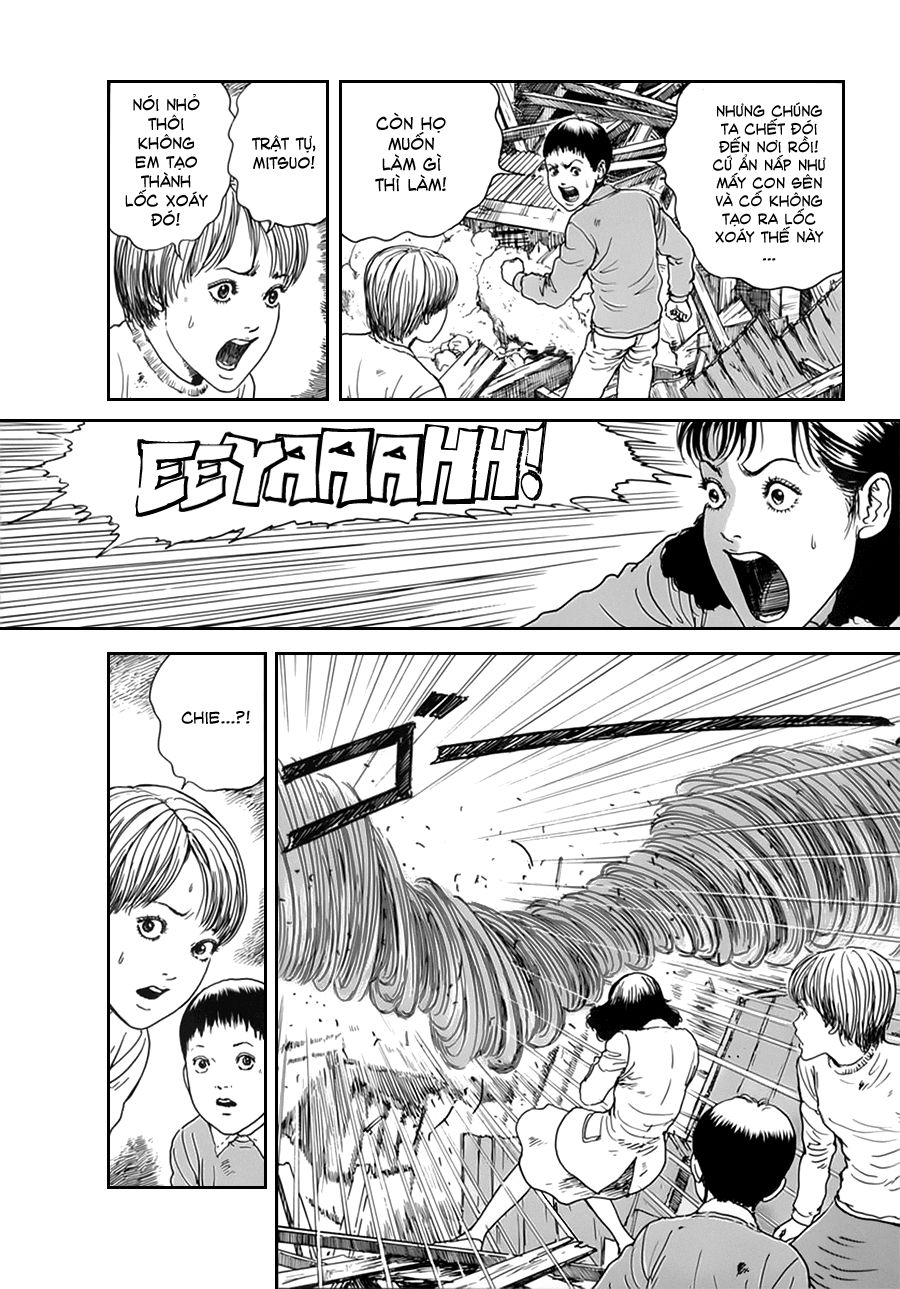 NHƯNG CHÚNG
TA CHẾT ĐÓI
ĐẾN NƠI RỒI!
CỨ ẨN NẤP NHƯ
MẤY CON SÊN
VÀ CỐ KHÔNG
TẠO RA LỐC
XOÁY THẾ NÀY
...
CÒN HỌ
MUỐN
LÀM GÌ
THÌ LÀM!
TRẬT TỰ,
MITSUO!
NÓI NHỎ
THÔI
KHÔNG
EM TẠO
THÀNH
LỐC XOÁY
ĐÓ!
EEYAAAAHH!
CHIE...?!